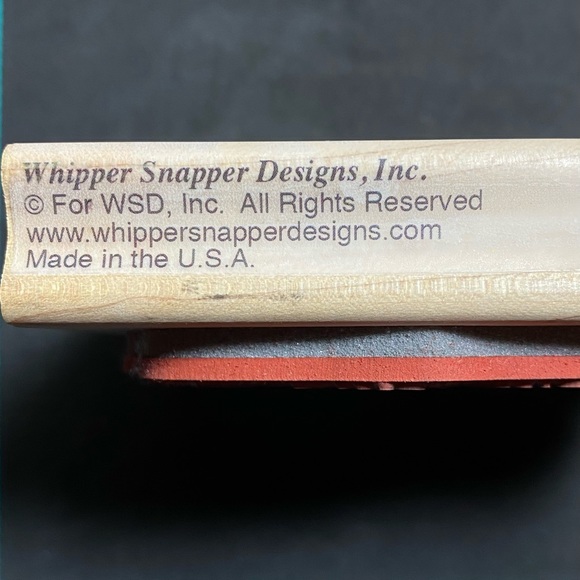 Whipper Snapper Designs, Inc.
© For WSD, Inc. All Rights Reserved
www.whippersnapperdesigns.com
Made in the U.S.A.